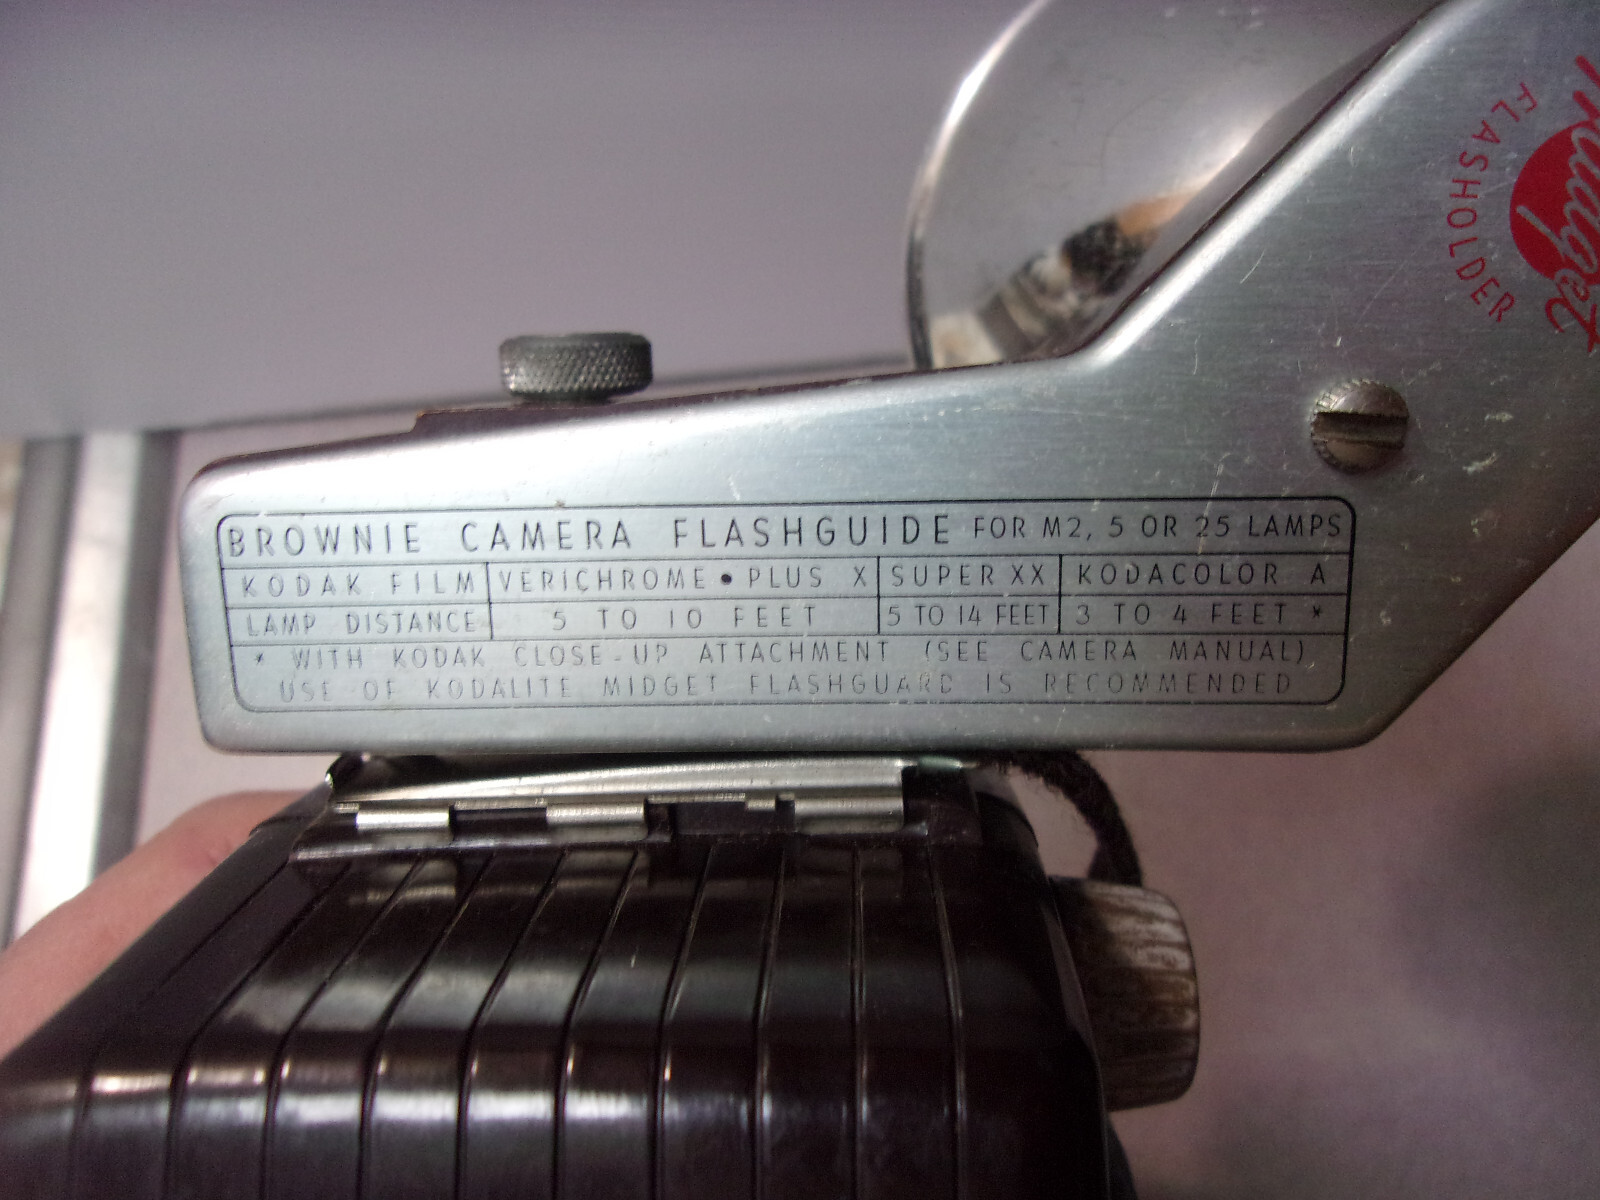 Midget
FLASHOLDER
BROWNIE CAMERA FLASHGUIDE FOR M2, 5 OR 25 LAMPS
KODAK FILM VERICHROME • PLUS X SUPER XX KODACOLOR A
LAMP DISTANCE 5 TO 10 FEET 5 TO 14 FEET 3 TO 4 FEET *
* WITH KODAK CLOSE-UP ATTACHMENT (SEE CAMERA MANUAL)
USE OF KODALITE MIDGET FLASHGUARD IS RECOMMENDED